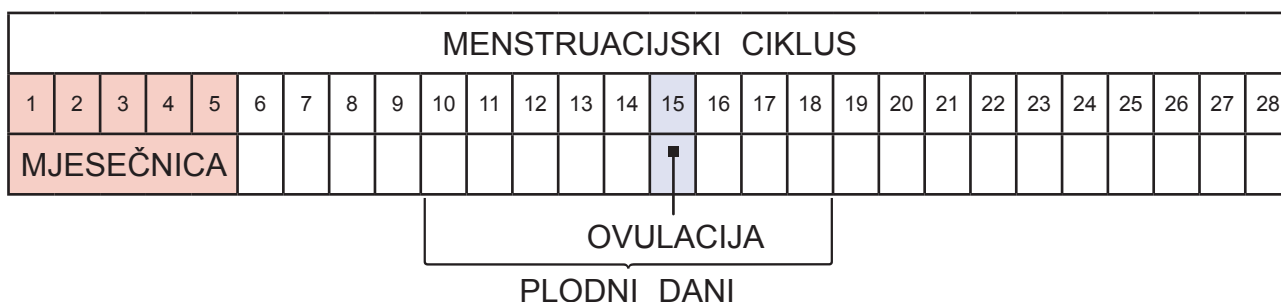 MENSTRUACIJSKI CIKLUS
1 2 3 4 5 6 7 8 9 10 11 12 13 14 15 16 17 18 19 20 21 22 23 24 25 26 27 28
MJESEČNICA
OVULACIJA
PLODNI DANI